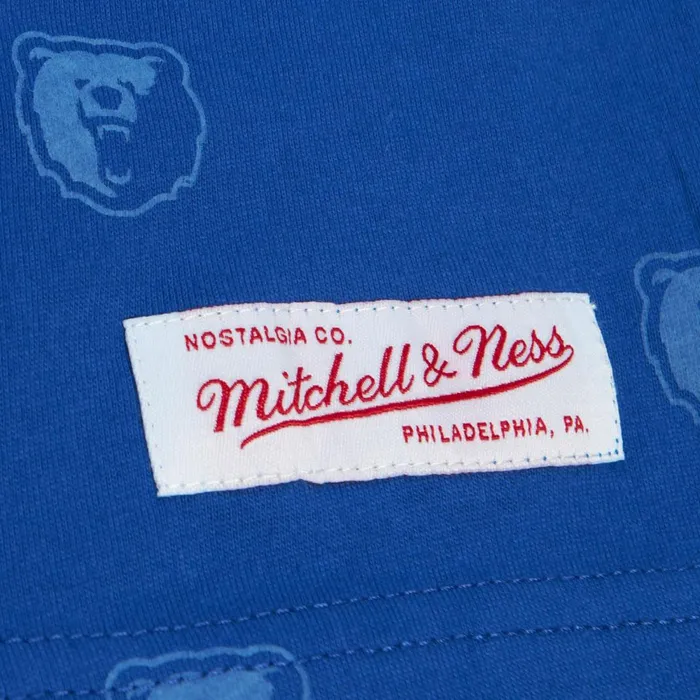 NOSTALGIA CO.
Mitchell & Ness
PHILADELPHIA, PA.